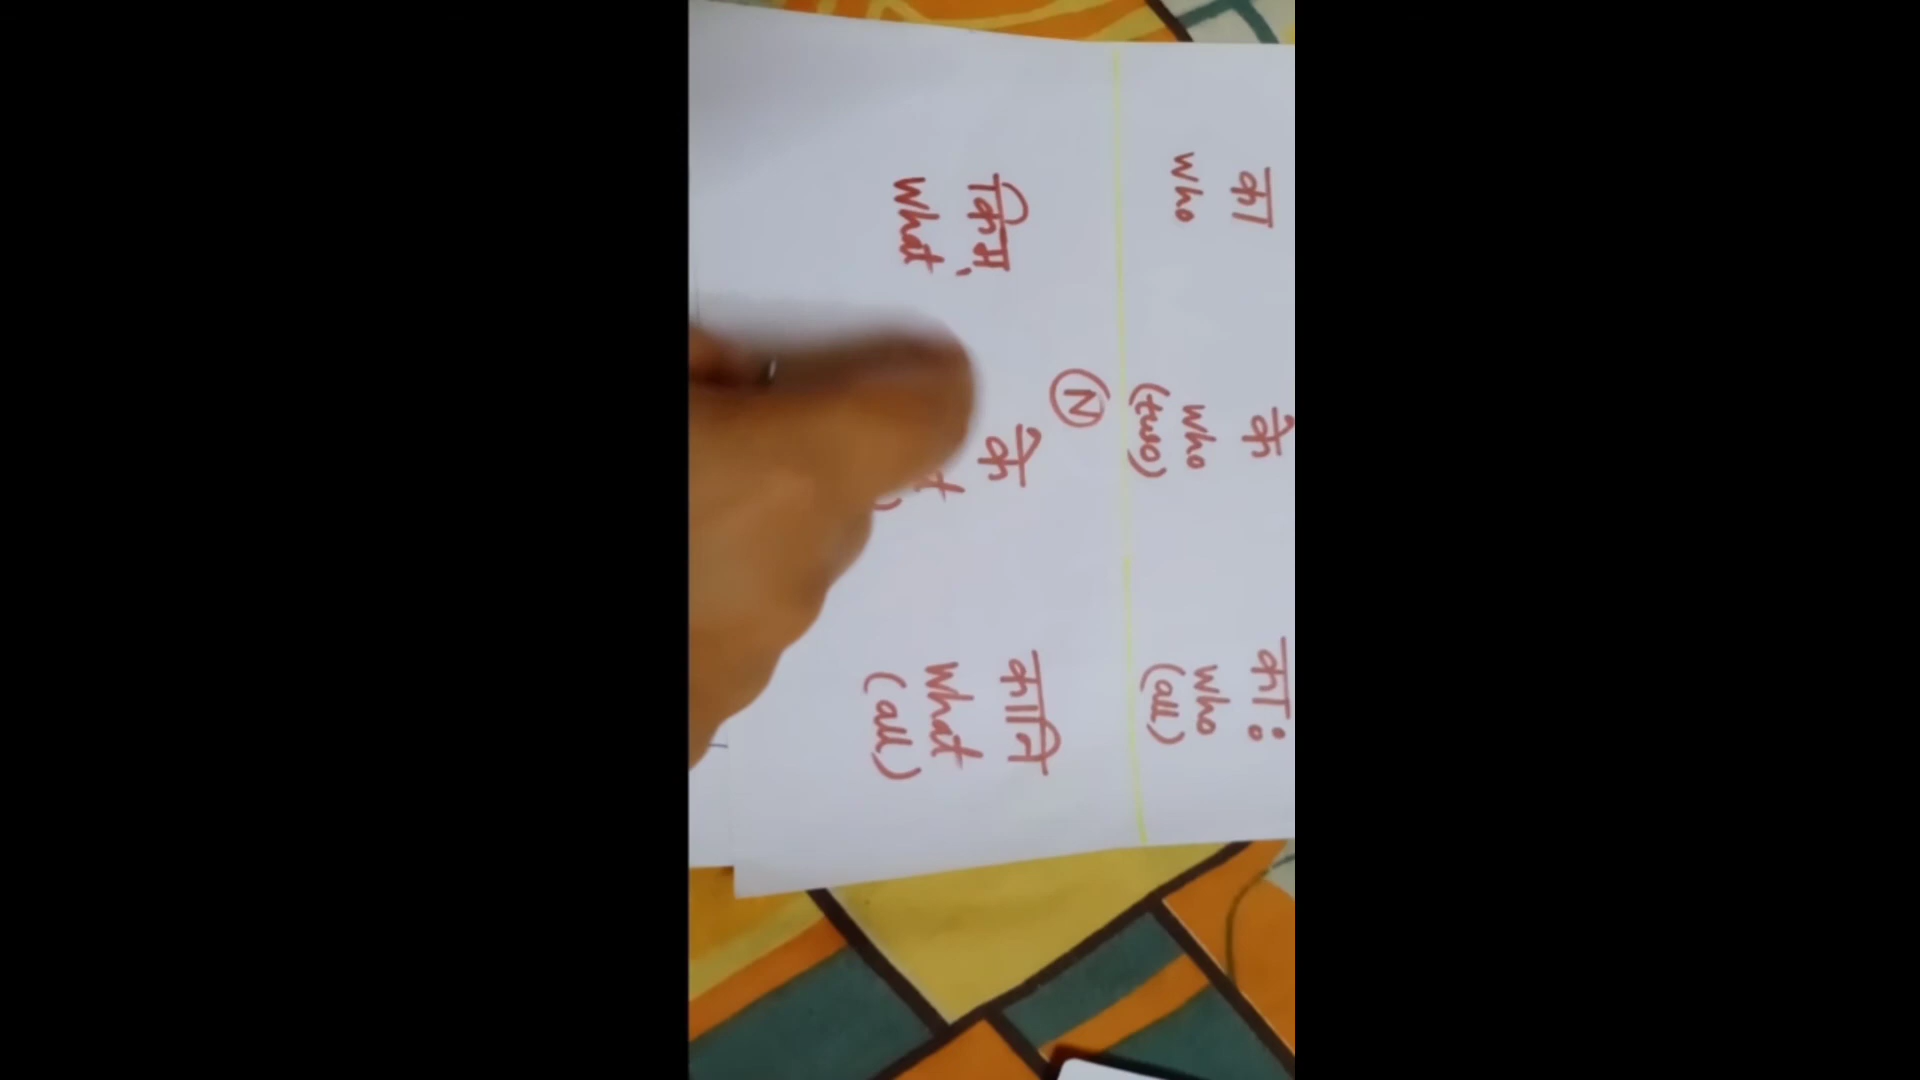 का के काः
who who who
(two) (all)
N
किम् के कानि
what what
(all)